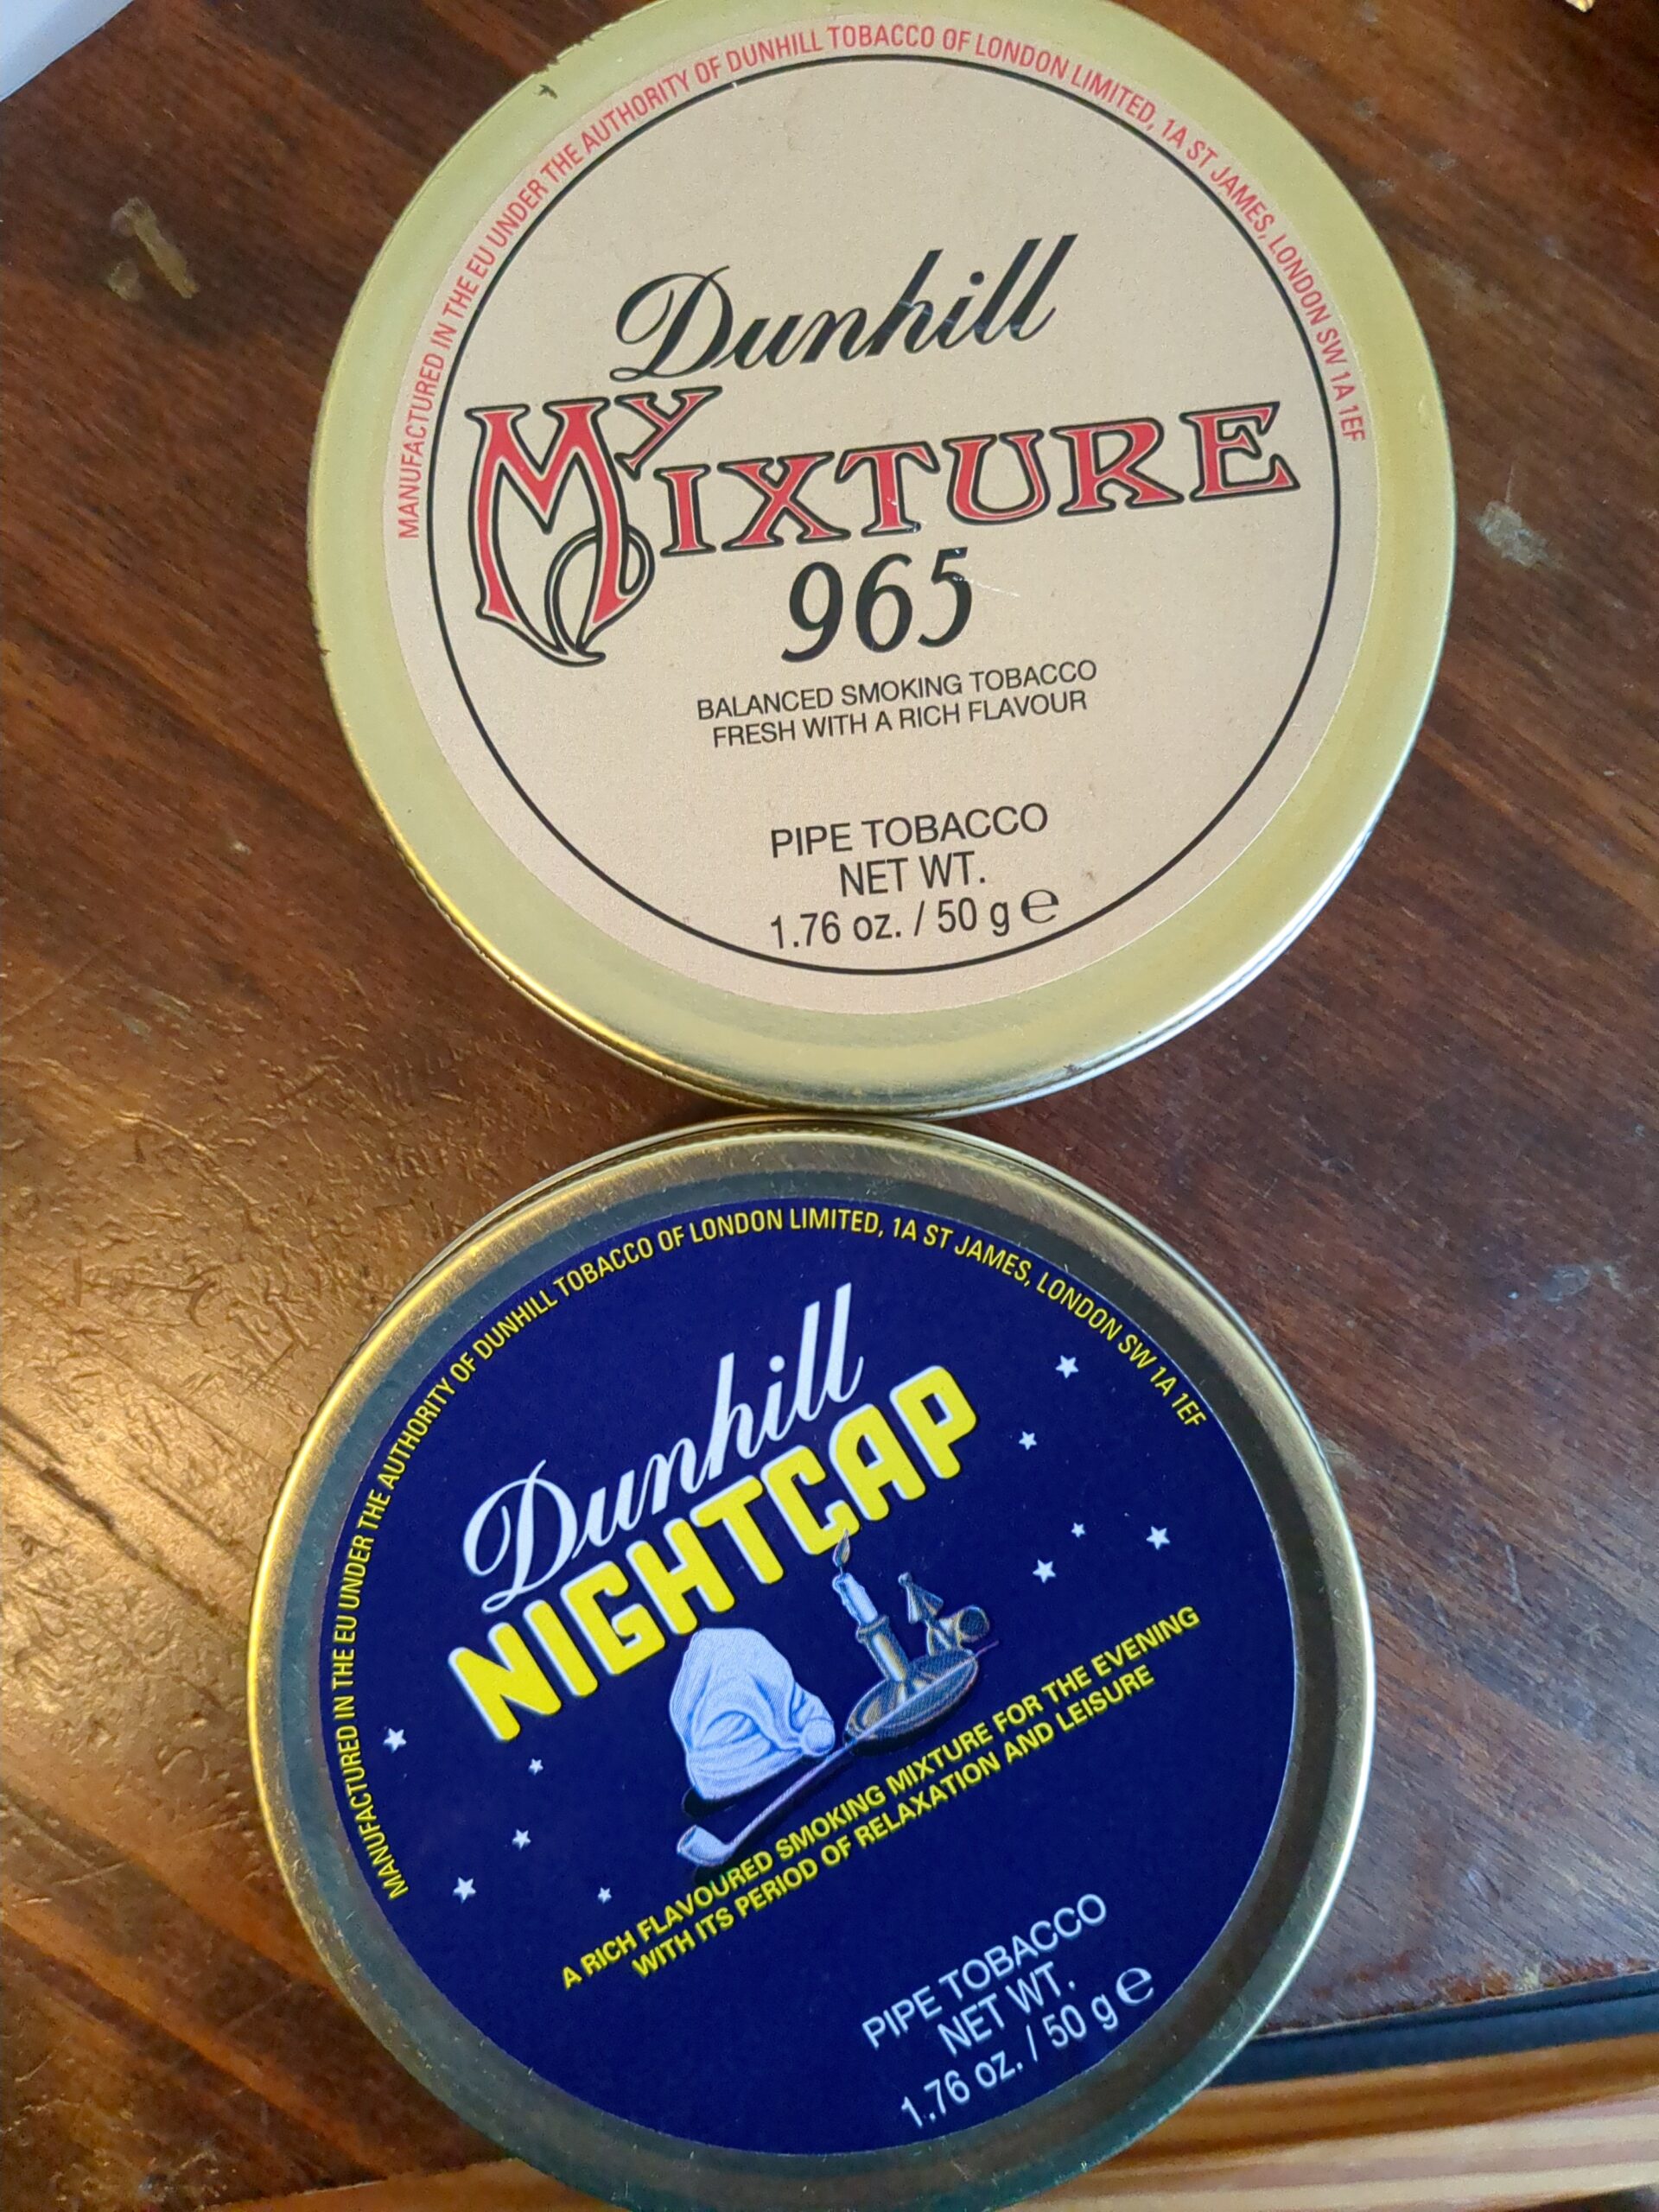 MANUFACTURED IN THE EU UNDER THE AUTHORITY OF DUNHILL TOBACCO OF LONDON LIMITED, 1A ST JAMES, LONDON SW 1A 1EF
Dunhill
MY MIXTURE
965
BALANCED SMOKING TOBACCO
FRESH WITH A RICH FLAVOUR
PIPE TOBACCO
NET WT.
1.76 oz. / 50 g ℮
MANUFACTURED IN THE EU UNDER THE AUTHORITY OF DUNHILL TOBACCO OF LONDON LIMITED, 1A ST JAMES, LONDON SW 1A 1EF
Dunhill
NIGHTCAP
A RICH FLAVOURED SMOKING MIXTURE FOR THE EVENING
WITH ITS PERIOD OF RELAXATION AND LEISURE
PIPE TOBACCO
NET WT.
1.76 oz. / 50 g ℮